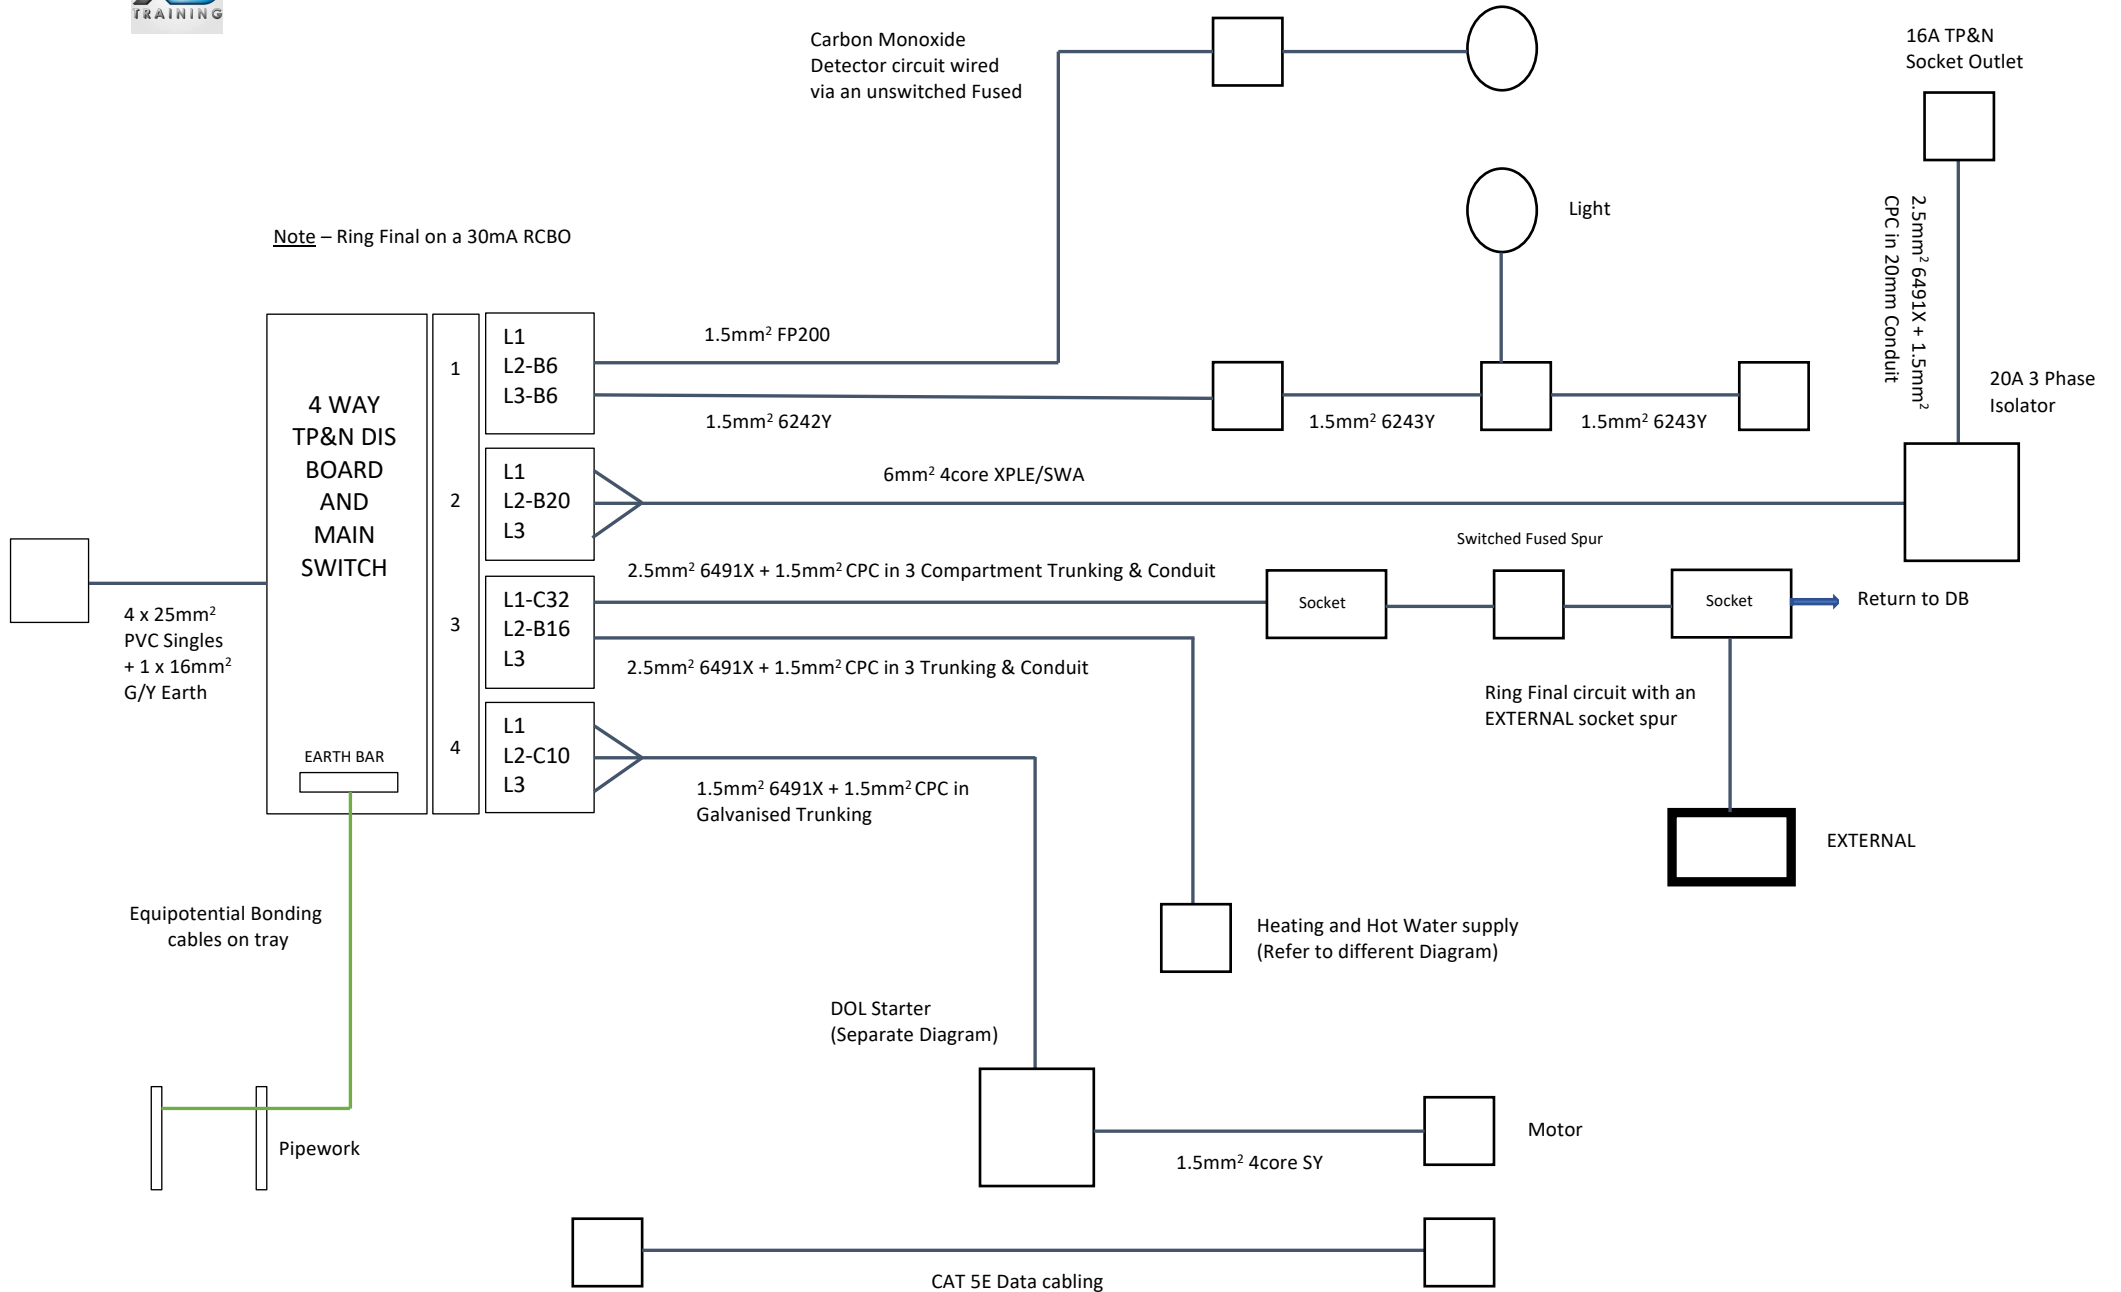 TRAINING
Carbon Monoxide
Detector circuit wired
via an unswitched Fused
16A TP&N
Socket Outlet
Light
2.5mm² 6491X + 1.5mm²
CPC in 20mm Conduit
Note – Ring Final on a 30mA RCBO
20A 3 Phase
Isolator
4 WAY
TP&N DIS
BOARD
AND
MAIN
SWITCH
EARTH BAR
1
L1
L2-B6
L3-B6
1.5mm² FP200
1.5mm² 6242Y
1.5mm² 6243Y
1.5mm² 6243Y
2
L1
L2-B20
L3
6mm² 4core XPLE/SWA
3
L1-C32
L2-B16
L3
2.5mm² 6491X + 1.5mm² CPC in 3 Compartment Trunking & Conduit
2.5mm² 6491X + 1.5mm² CPC in 3 Trunking & Conduit
Switched Fused Spur
Socket
Socket
Return to DB
Ring Final circuit with an
EXTERNAL socket spur
EXTERNAL
4
L1
L2-C10
L3
1.5mm² 6491X + 1.5mm² CPC in
Galvanised Trunking
4 x 25mm²
PVC Singles
+ 1 x 16mm²
G/Y Earth
Equipotential Bonding
cables on tray
Pipework
Heating and Hot Water supply
(Refer to different Diagram)
DOL Starter
(Separate Diagram)
1.5mm² 4core SY
Motor
CAT 5E Data cabling